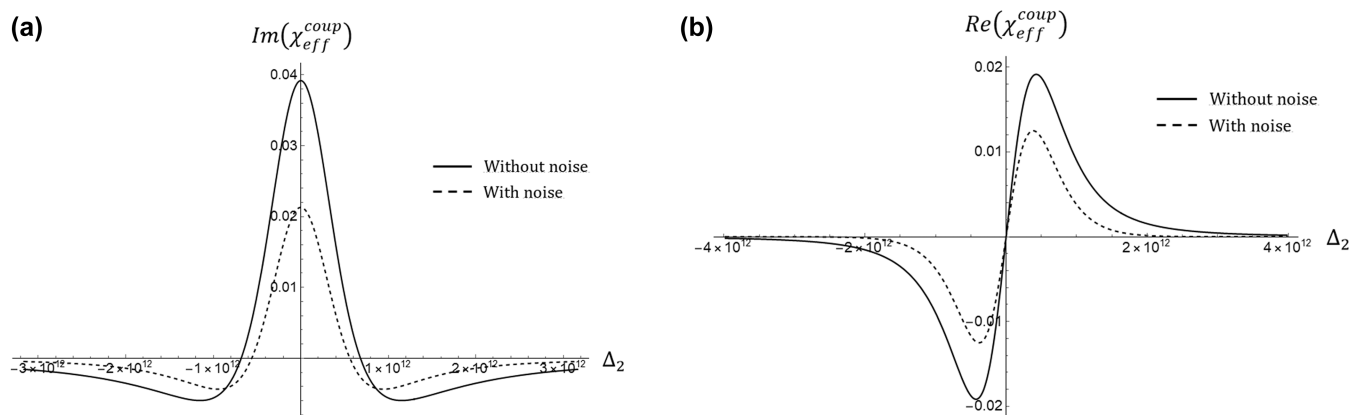 (a)
Im(χ_eff^coup)
0.04
0.03
0.02
0.01
Without noise
With noise
−3×10^12
−2×10^12
−1×10^12
1×10^12
2×10^12
3×10^12
Δ₂
(b)
Re(χ_eff^coup)
0.02
0.01
Without noise
With noise
−4×10^12
−2×10^12
2×10^12
4×10^12
Δ₂
−0.01
−0.02